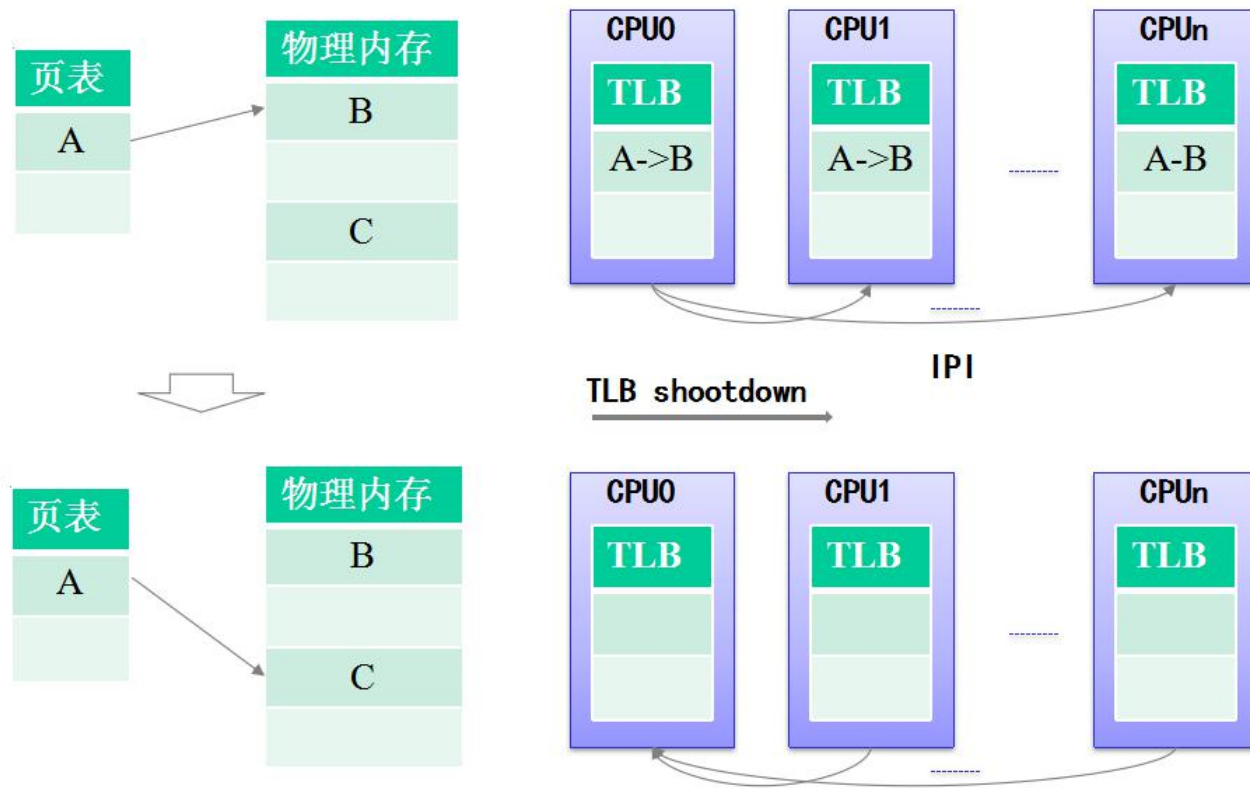 页表
A
物理内存
B
C
CPU0
TLB
A->B
CPU1
TLB
A->B
CPUn
TLB
A-B
IPI
TLB shootdown
页表
A
物理内存
B
C
CPU0
TLB
CPU1
TLB
CPUn
TLB